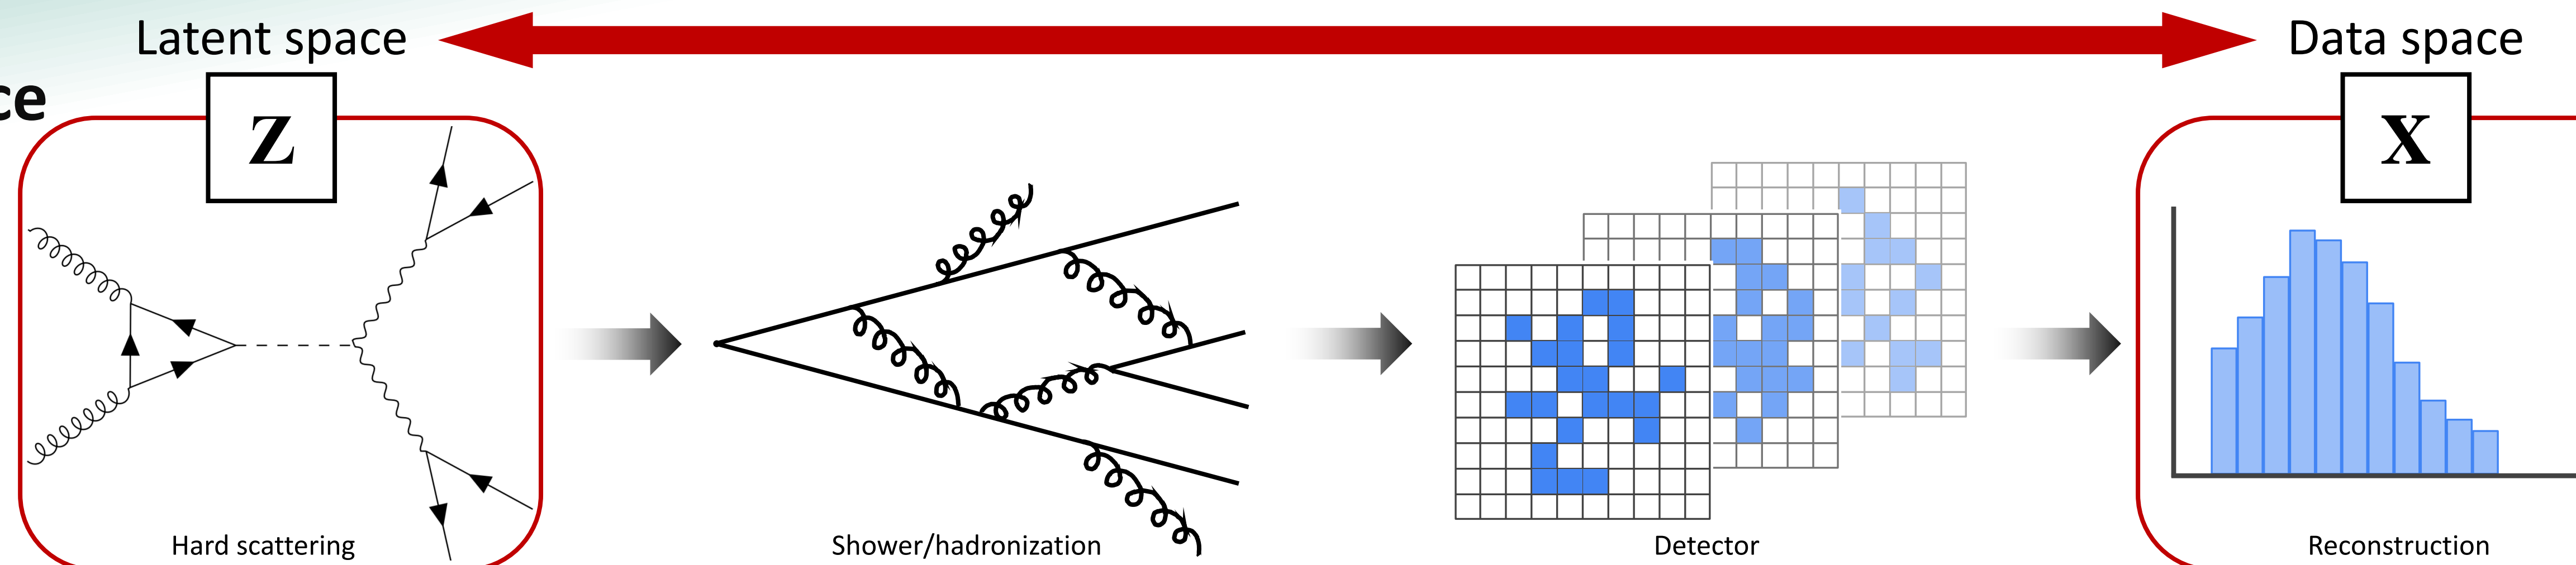 Latent space
Data space
ce
Z
X
Hard scattering
Shower/hadronization
Detector
Reconstruction